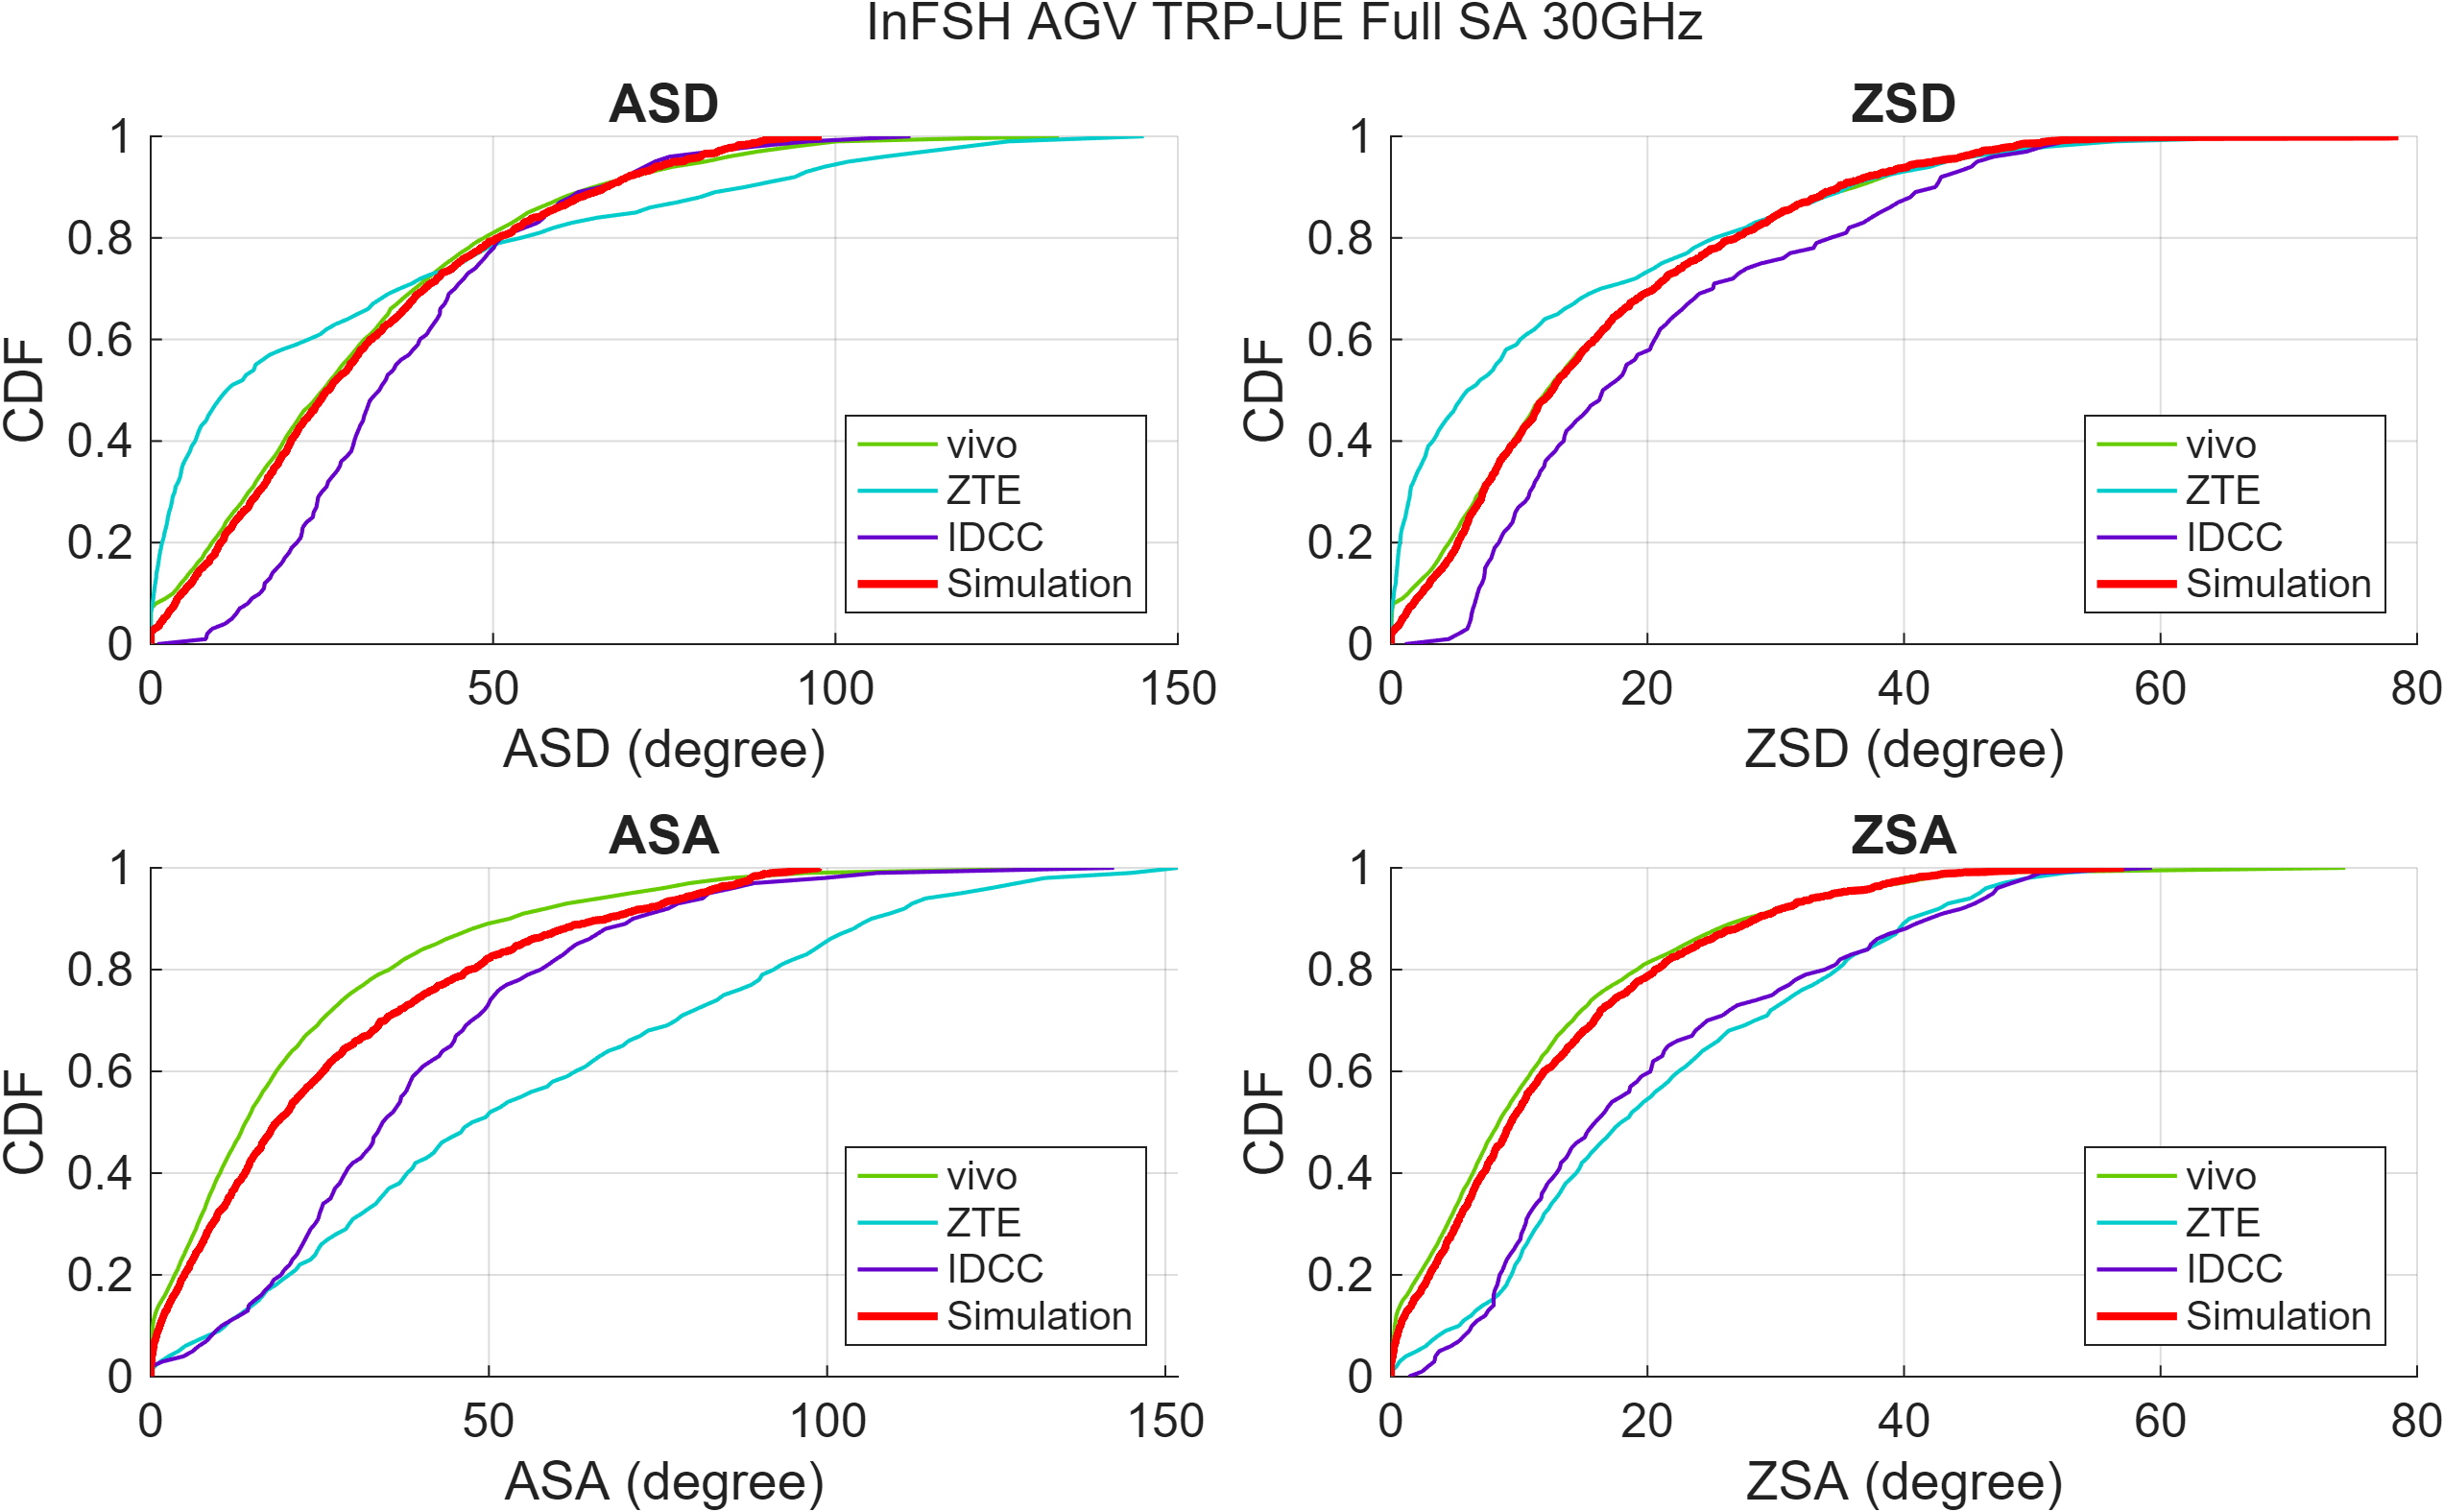 InFSH AGV TRP-UE Full SA 30GHz
ASD
CDF
1
0.8
0.6
0.4
0.2
0
0 50 100 150
ASD (degree)
vivo
ZTE
IDCC
Simulation
ZSD
CDF
1
0.8
0.6
0.4
0.2
0
0 20 40 60 80
ZSD (degree)
vivo
ZTE
IDCC
Simulation
ASA
CDF
1
0.8
0.6
0.4
0.2
0
0 50 100 150
ASA (degree)
vivo
ZTE
IDCC
Simulation
ZSA
CDF
1
0.8
0.6
0.4
0.2
0
0 20 40 60 80
ZSA (degree)
vivo
ZTE
IDCC
Simulation